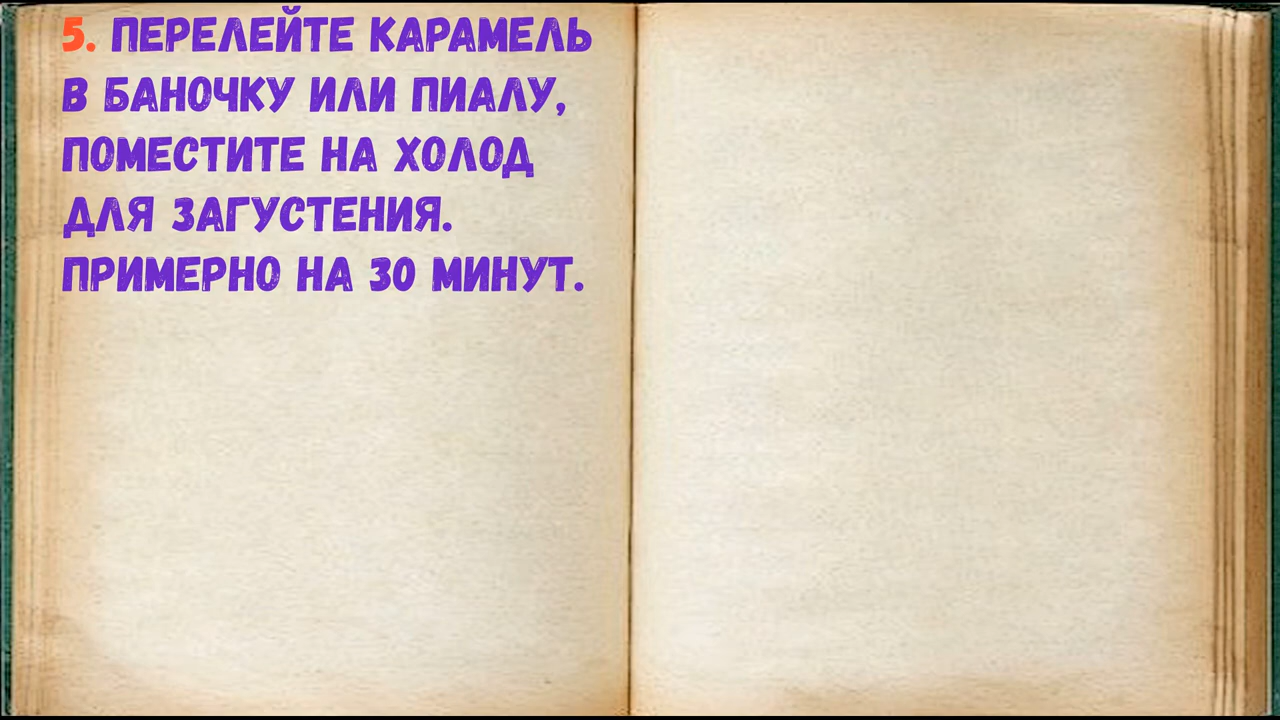 5. ПЕРЕЛЕЙТЕ КАРАМЕЛЬ
В БАНОЧКУ ИЛИ ПИАЛУ,
ПОМЕСТИТЕ НА ХОЛОД
ДЛЯ ЗАГУСТЕНИЯ.
ПРИМЕРНО НА 30 МИНУТ.